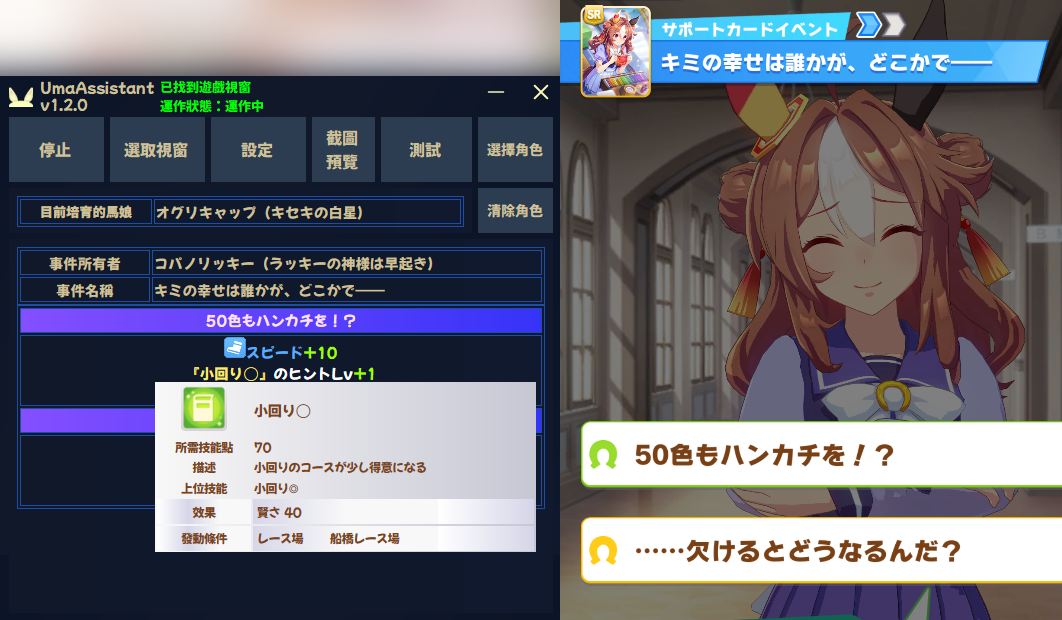 UmaAssistant
v1.2.0
已找到遊戲視窗
運作狀態：運作中
停止
選取視窗
設定
截圖
預覽
測試
選擇角色
目前培育的馬娘
オグリキャップ（キセキの白星）
清除角色
事件所有者
コパノリッキー（ラッキーの神様は早起き）
事件名稱
キミの幸せは誰かが、どこかで――
50色もハンカチを！？
スピード+10
「小回り○」のヒントLv+1
小回り○
所需技能點 70
描述 小回りのコースが少し得意になる
上位技能 小回り◎
效果 賢さ 40
發動條件 レース場 船橋レース場
SR
サポートカードイベント
キミの幸せは誰かが、どこかで――
50色もハンカチを！？
……欠けるとどうなるんだ？